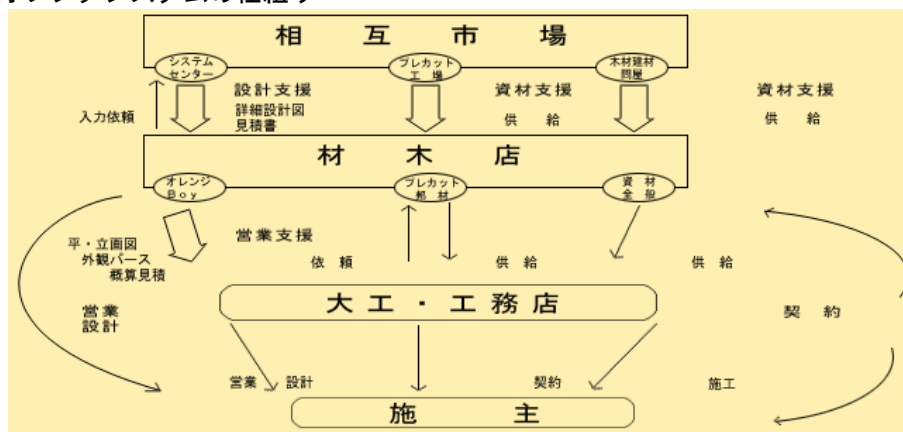 相 互 市 場
システム
センター
プレカット
工 場
木材建材
問屋
設計支援
詳細設計図
見積書
入力依頼
資材支援
供 給
資材支援
供 給
材 木 店
オレンジ
Boy
プレカット
部 材
資 材
全 般
営業支援
平・立面図
外観パース
概算見積
依 頼
供 給
供 給
営業
設計
大 工 ・ 工 務 店
契 約
営業
設計
契約
施工
施 主